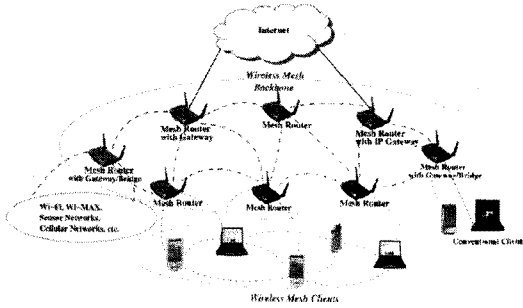 Internet
Wireless Mesh
Backbone
Mesh Router
with Gateway
Mesh Router
Mesh Router
with IP Gateway
Mesh Router
with Gateway/Bridge
Mesh Router
with Gateway/Bridge
Mesh Router
Mesh Router
Mesh Router
Wi-Fi, Wi-MAX,
Sensor Networks,
Cellular Networks, etc.
Conventional Client
Wireless Mesh Clients